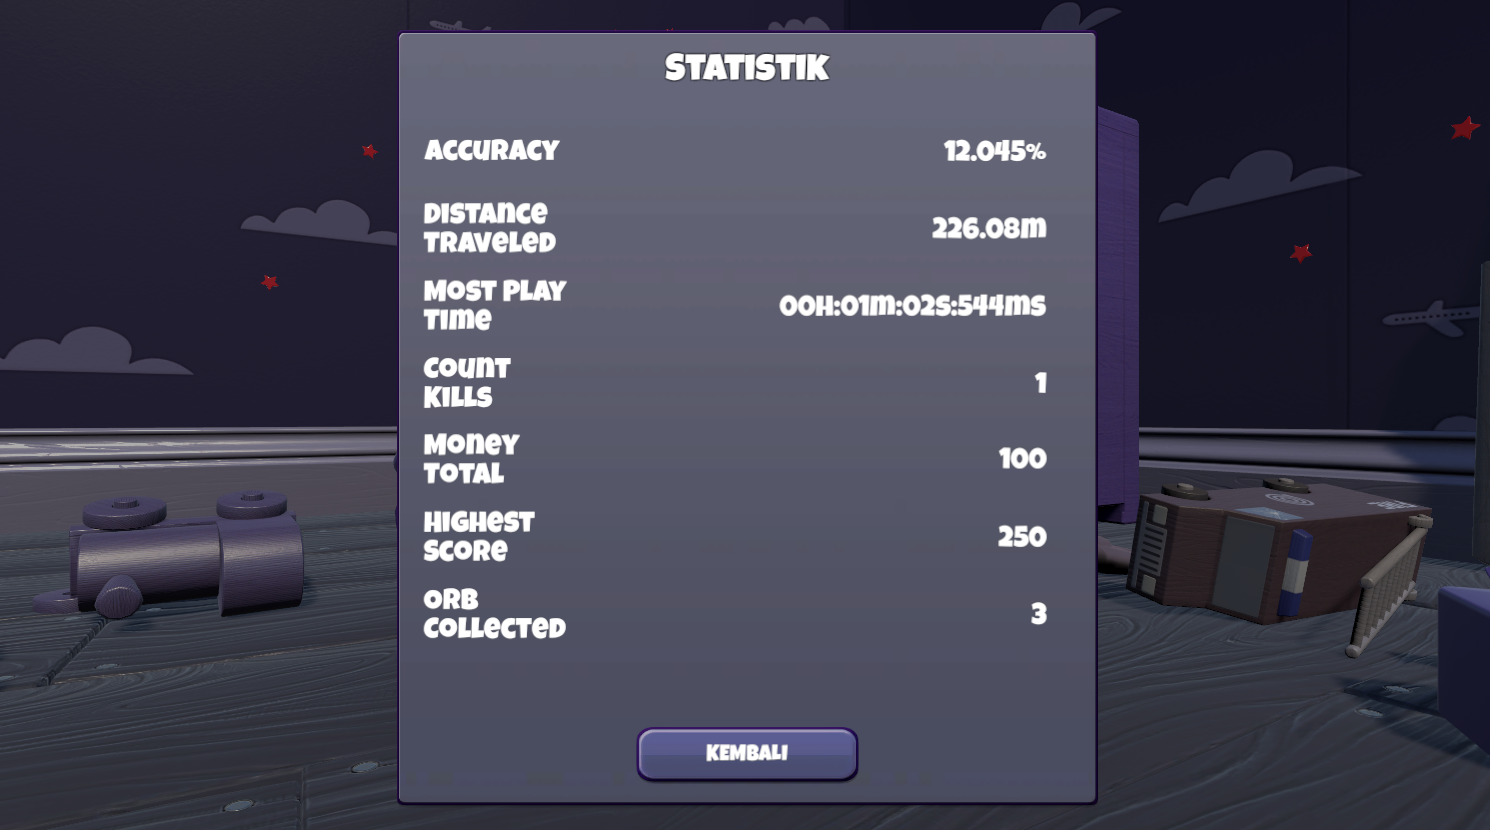 STATISTIK
ACCURACY
12.045%
DISTANCE
TRAVELED
226.08m
MOST PLAY
TIME
00H:01m:02S:544mS
COUNT
KILLS
1
MONEY
TOTAL
100
HIGHEST
SCORE
250
ORB
COLLECTED
3
KEMBALI